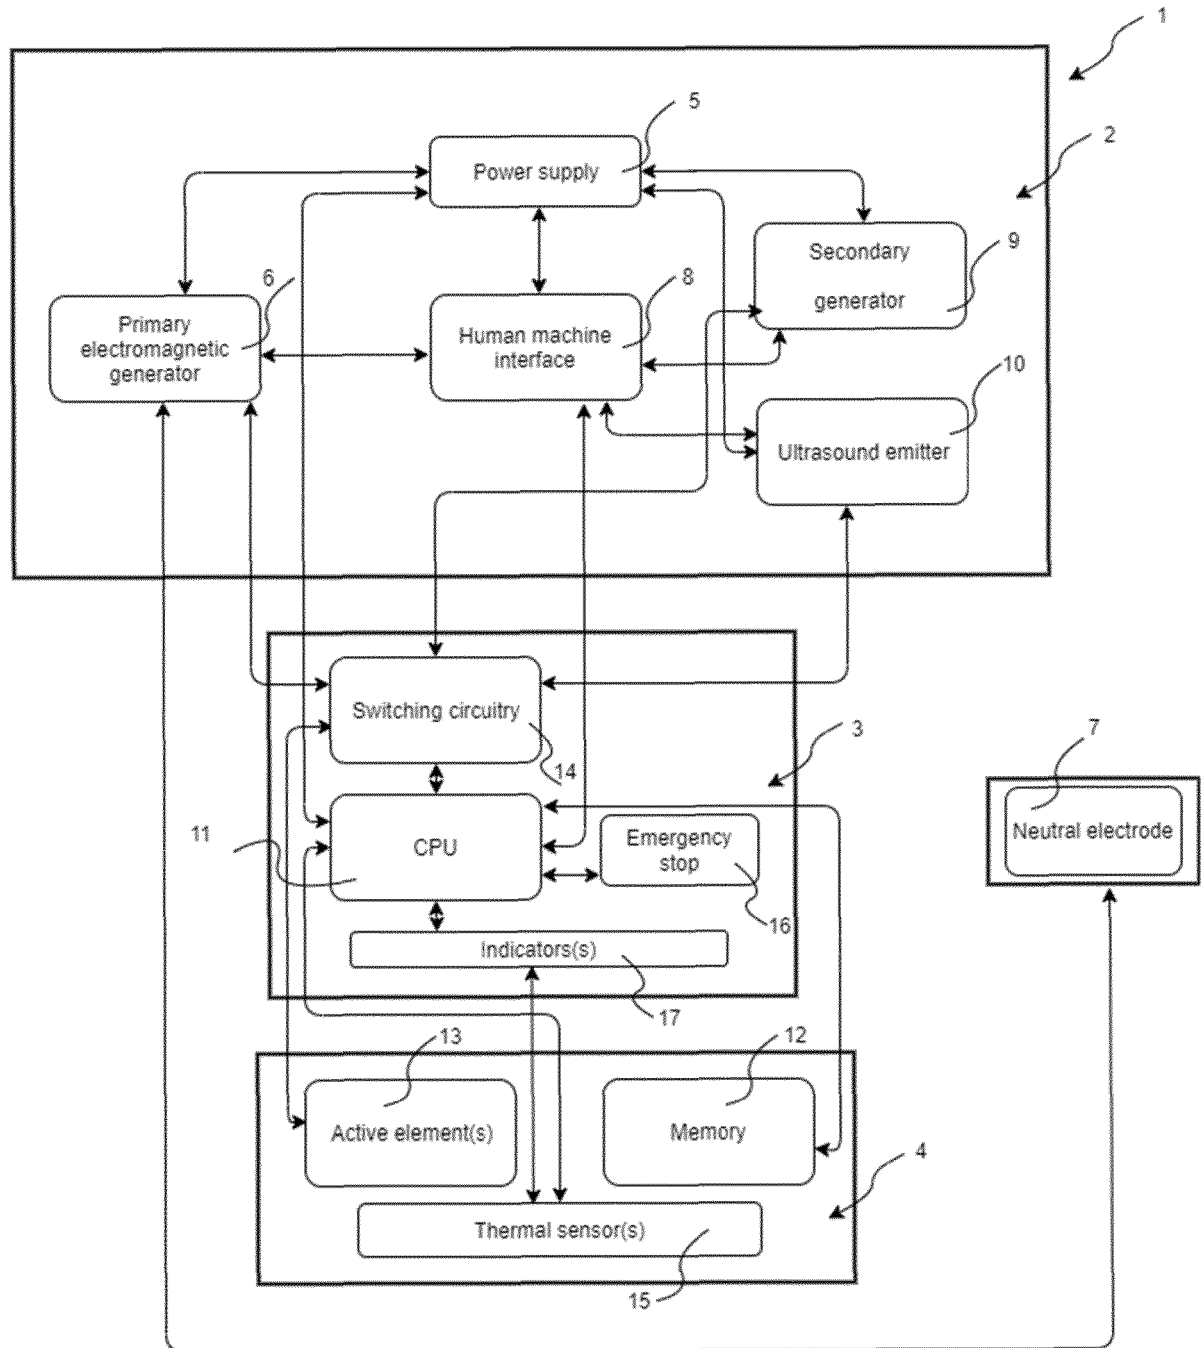 1
2
5
Power supply
9
Secondary
generator
6
8
Primary
electromagnetic
generator
Human machine
interface
10
Ultrasound emitter
Switching circuitry
14
3
7
Neutral electrode
11
CPU
Emergency
stop
16
Indicators(s)
17
13
12
Active element(s)
Memory
4
Thermal sensor(s)
15